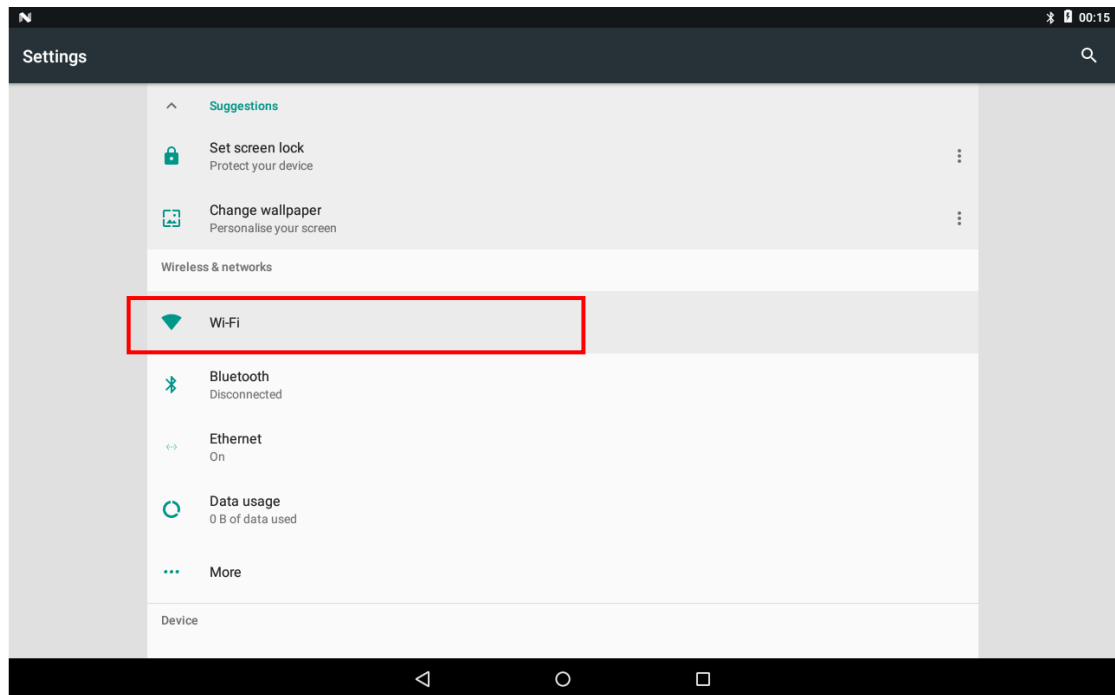 00:15
Settings
Suggestions
Set screen lock
Protect your device
Change wallpaper
Personalise your screen
Wireless & networks
Wi-Fi
Bluetooth
Disconnected
Ethernet
On
Data usage
0 B of data used
More
Device